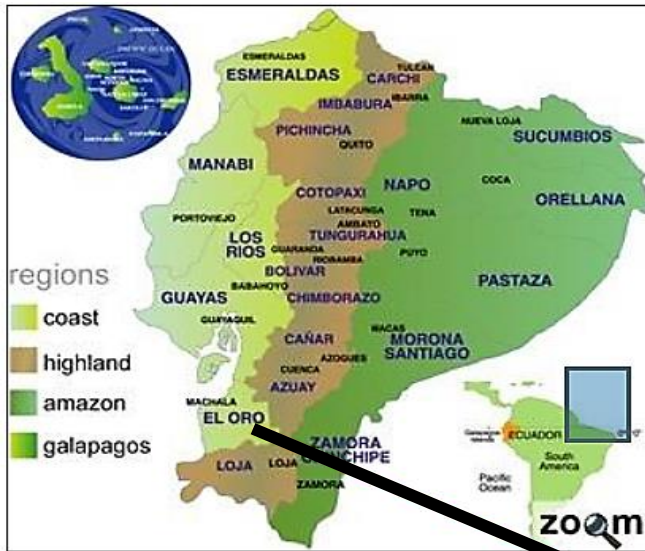 ESMERALDAS
ESMERALDAS
TULCAN
CARCHI
IBARRA
IMBABURA
PICHINCHA
QUITO
NUEVA LOJA
SUCUMBIOS
MANABI
COTOPAXI
NAPO
COCA
ORELLANA
PORTOVIEJO
LATACUNGA
TENA
AMBATO
LOS
RIOS
TUNGURAHUA
GUARANDA
RIOBAMBA
PUYO
regions
BOLIVAR
PASTAZA
BABAHOYO
GUAYAS
CHIMBORAZO
coast
GUAYAQUIL
MACAS
CAÑAR
MORONA
SANTIAGO
highland
AZOGUES
CUENCA
AZUAY
amazon
MACHALA
EL ORO
galapagos
ZAMORA
LOJA
LOJA
ZAMORA
Galapagos
Islands
ECUADOR
South
America
Pacific
Ocean
zoom